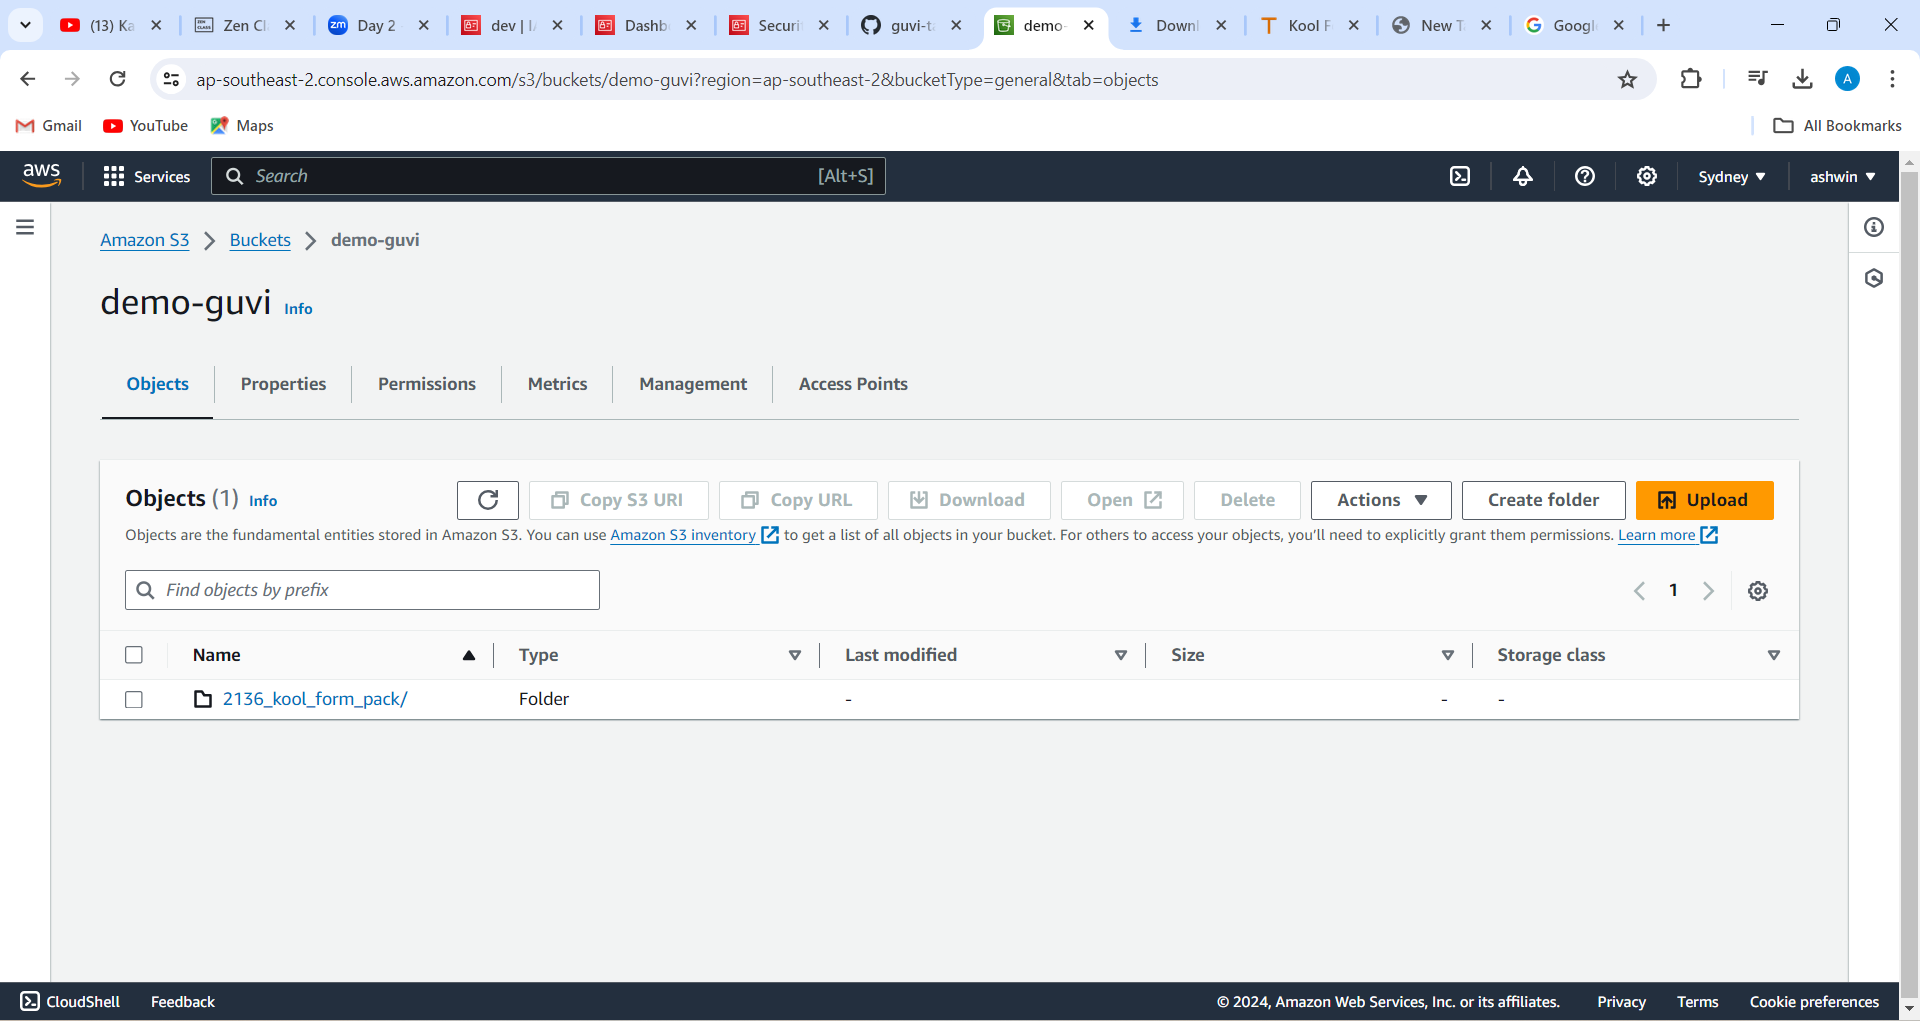 (13) Ka
Zen Cl
zm Day 2
dev | IA
Dashb
Securi
guvi-ta
demo-
Downl
Kool F
New T
Google
ap-southeast-2.console.aws.amazon.com/s3/buckets/demo-guvi?region=ap-southeast-2&bucketType=general&tab=objects
A
Gmail YouTube Maps All Bookmarks
aws Services Search [Alt+S] Sydney ashwin
Amazon S3 Buckets demo-guvi
demo-guvi Info
Objects Properties Permissions Metrics Management Access Points
Objects (1) Info Copy S3 URI Copy URL Download Open Delete Actions Create folder Upload
Objects are the fundamental entities stored in Amazon S3. You can use Amazon S3 inventory to get a list of all objects in your bucket. For others to access your objects, you'll need to explicitly grant them permissions. Learn more
Find objects by prefix 1
Name Type Last modified Size Storage class
2136_kool_form_pack/ Folder - - -
CloudShell Feedback © 2024, Amazon Web Services, Inc. or its affiliates. Privacy Terms Cookie preferences